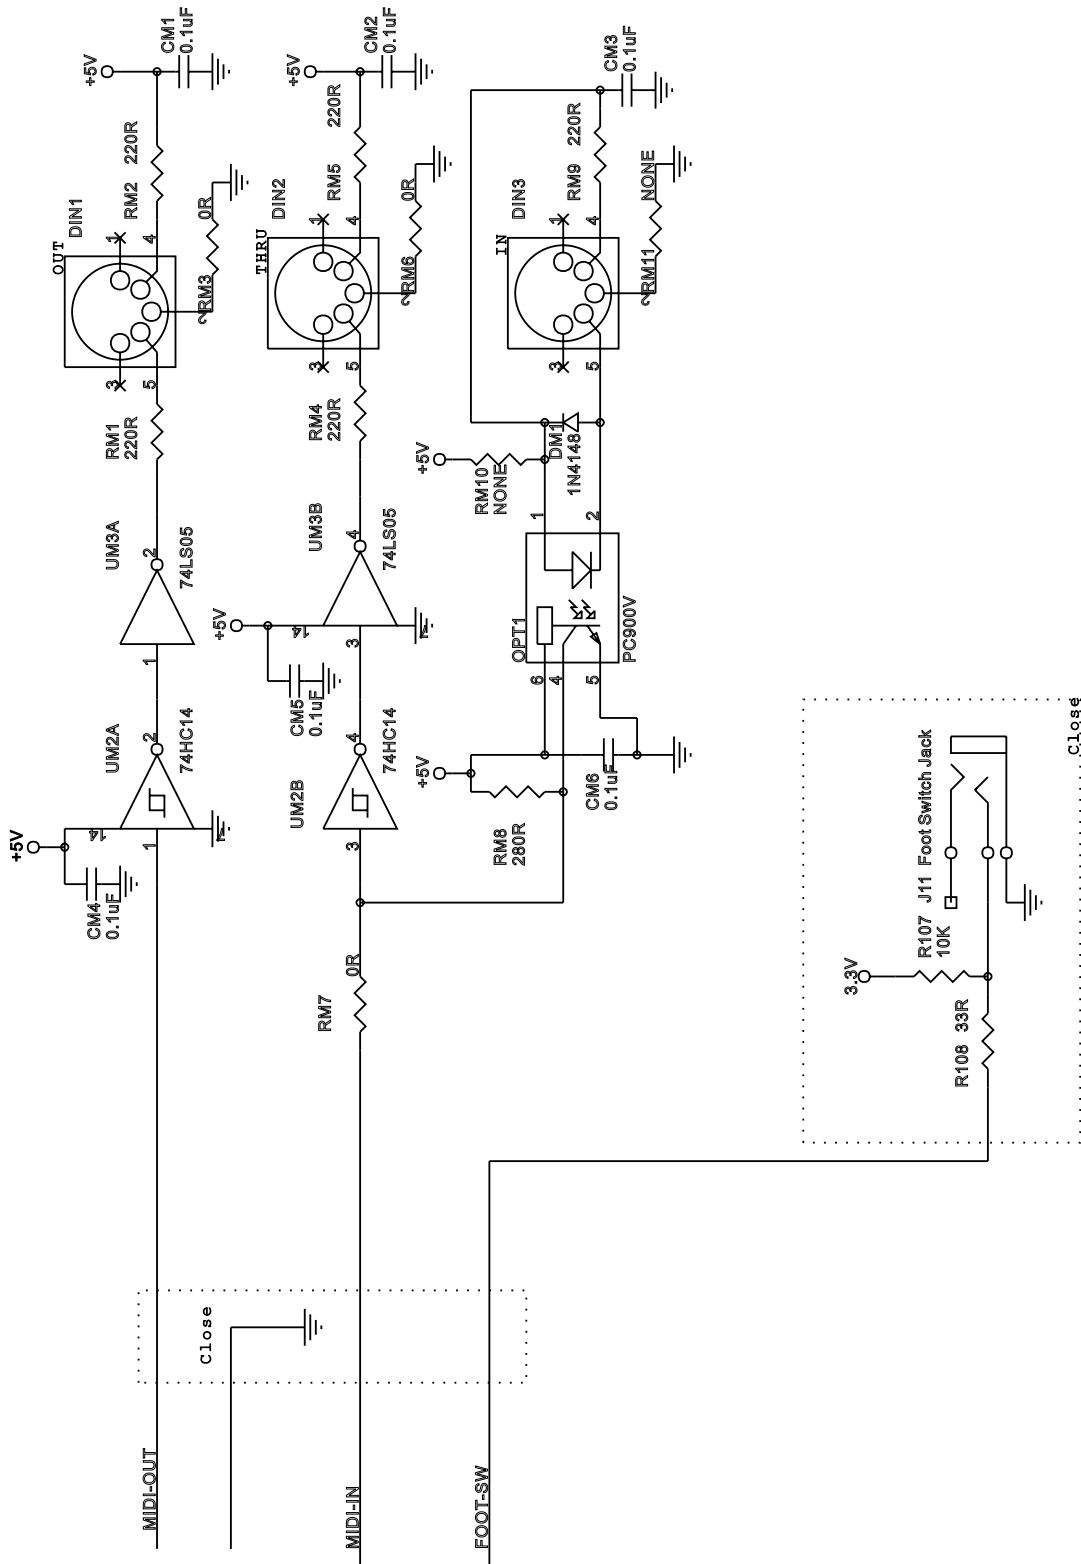 MIDI-OUT
MIDI-IN
FOOT-SW
Close
+5V
CM4
0.1uF
14
7
1
2
UM2A
74HC14
1
2
UM3A
74LS05
RM1
220R
5
3
OUT
DIN1
1
4
RM3
0R
RM2
220R
+5V
CM1
0.1uF
RM7
0R
3
4
UM2B
74HC14
+5V
CM5
0.1uF
14
7
3
4
UM3B
74LS05
RM4
220R
5
3
THRU
DIN2
1
4
RM6
0R
RM5
220R
+5V
CM2
0.1uF
+5V
RM8
280R
CM6
0.1uF
6
4
5
OPT1
PC900V
1
2
+5V
RM10
NONE
DM1
1N4148
5
3
IN
DIN3
1
4
RM11
NONE
RM9
220R
CM3
0.1uF
R108
33R
3.3V
R107
10K
J11
Foot Switch Jack
Close